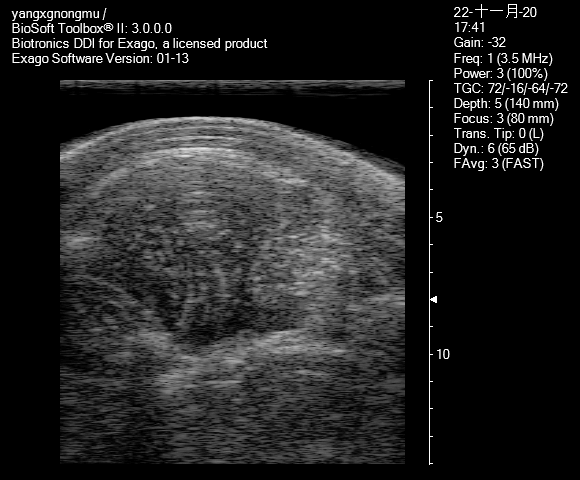 yangxgnongmu /
BioSoft Toolbox® II: 3.0.0.0
Biotronics DDI for Exago, a licensed product
Exago Software Version: 01-13
22-十一月-20
17:41
Gain: -32
Freq: 1 (3.5 MHz)
Power: 3 (100%)
TGC: 72/-16/-64/-72
Depth: 5 (140 mm)
Focus: 3 (80 mm)
Trans. Tip: 0 (L)
Dyn.: 6 (65 dB)
FAvg: 3 (FAST)
5
10